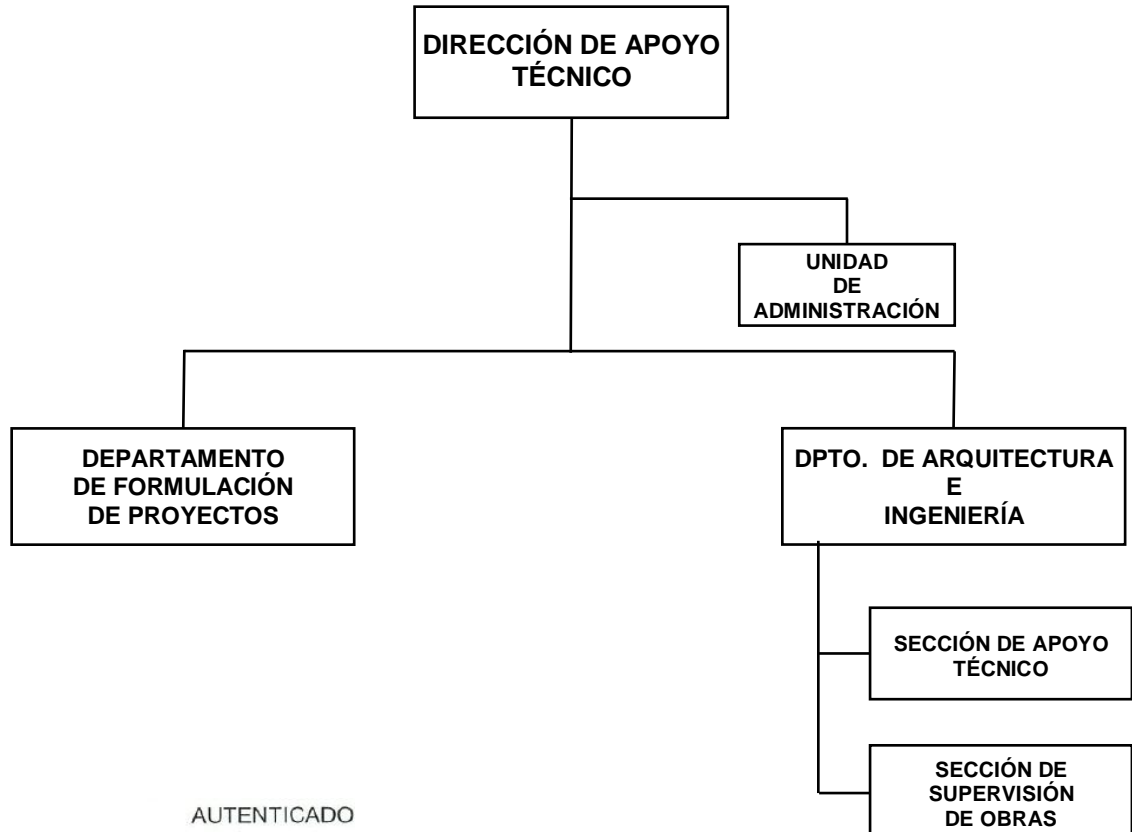 DIRECCIÓN DE APOYO
TÉCNICO
UNIDAD
DE
ADMINISTRACIÓN
DEPARTAMENTO
DE FORMULACIÓN
DE PROYECTOS
DPTO. DE ARQUITECTURA
E
INGENIERÍA
SECCIÓN DE APOYO
TÉCNICO
SECCIÓN DE
SUPERVISIÓN
DE OBRAS
AUTENTICADO